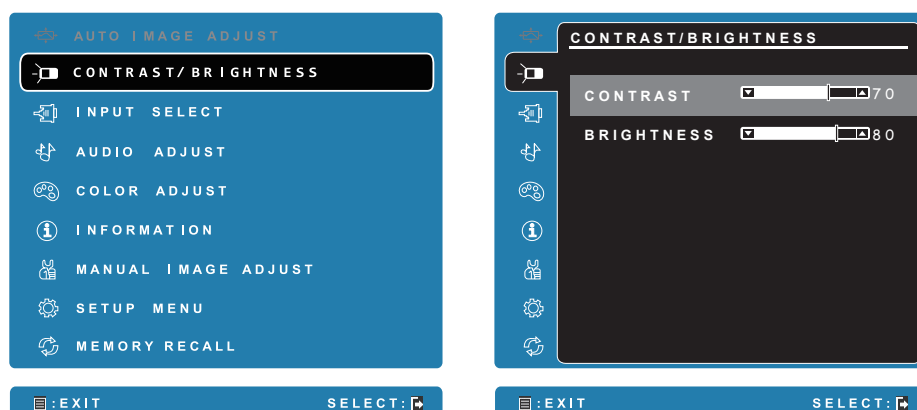 AUTO IMAGE ADJUST
CONTRAST/BRIGHTNESS
INPUT SELECT
AUDIO ADJUST
COLOR ADJUST
INFORMATION
MANUAL IMAGE ADJUST
SETUP MENU
MEMORY RECALL
:EXIT SELECT:
CONTRAST/BRIGHTNESS
CONTRAST 70
BRIGHTNESS 80
:EXIT SELECT: